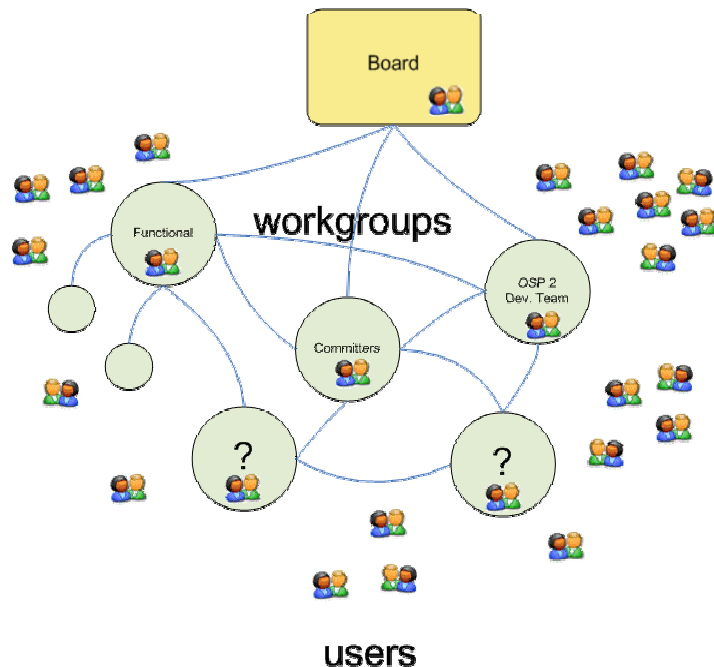 Board
workgroups
Functional
OSP 2
Dev. Team
Committers
?
?
users